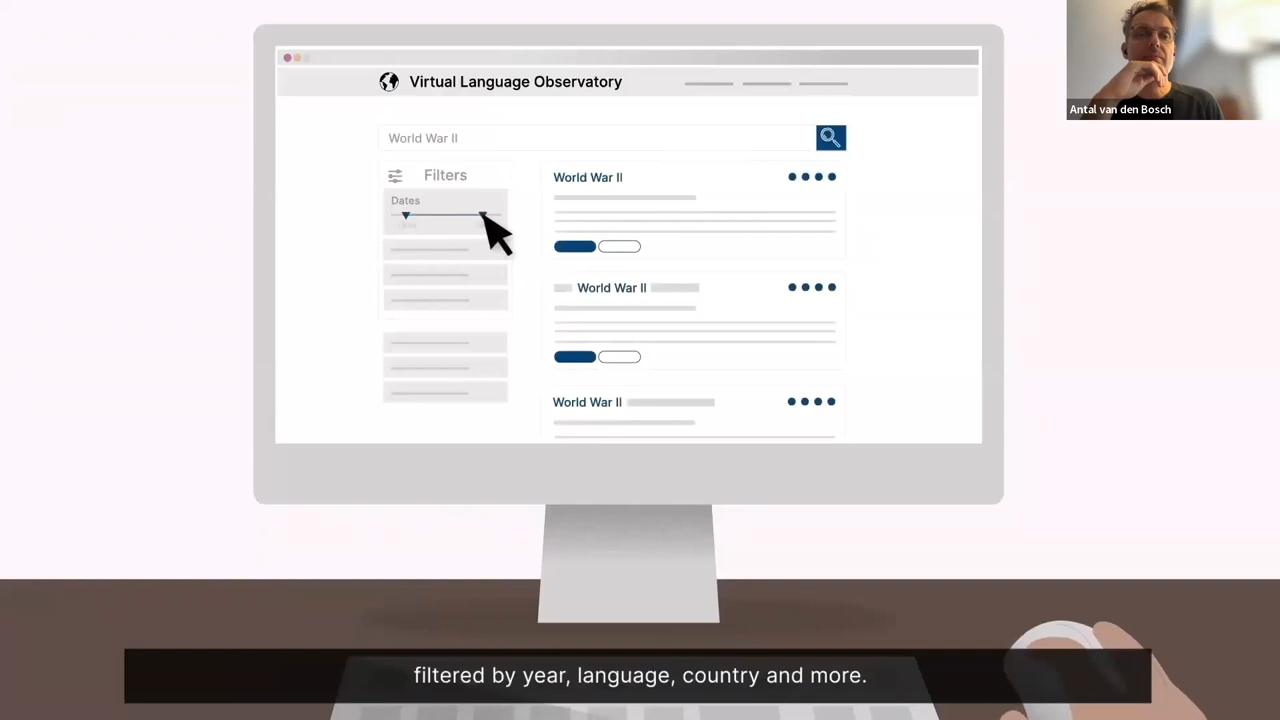 Virtual Language Observatory
World War II
Filters
Dates
World War II
World War II
World War II
Antal van den Bosch
filtered by year, language, country and more.